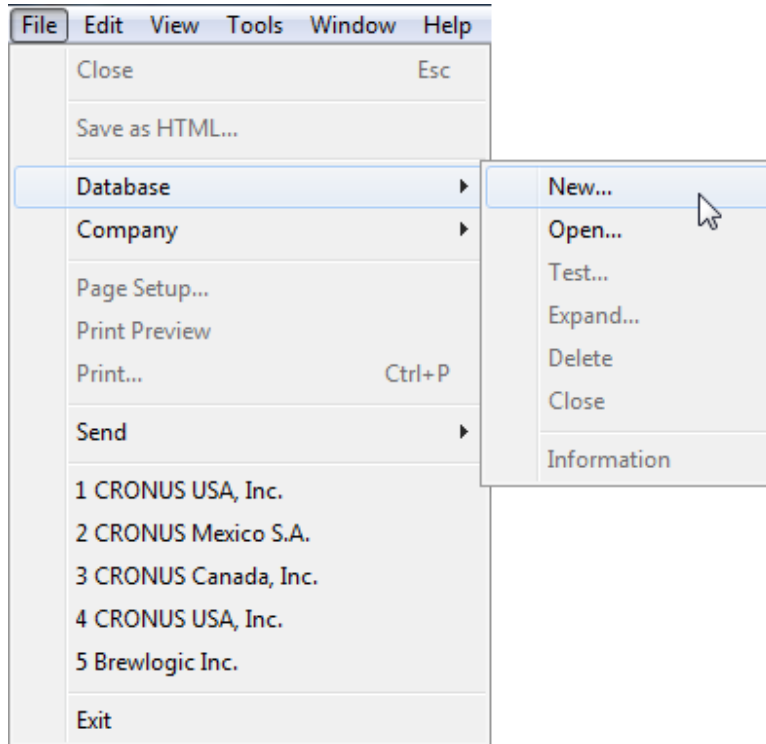 File Edit View Tools Window Help
Close Esc
Save as HTML...
Database
Company
Page Setup...
Print Preview
Print... Ctrl+P
Send
1 CRONUS USA, Inc.
2 CRONUS Mexico S.A.
3 CRONUS Canada, Inc.
4 CRONUS USA, Inc.
5 Brewlogic Inc.
Exit
New...
Open...
Test...
Expand...
Delete
Close
Information